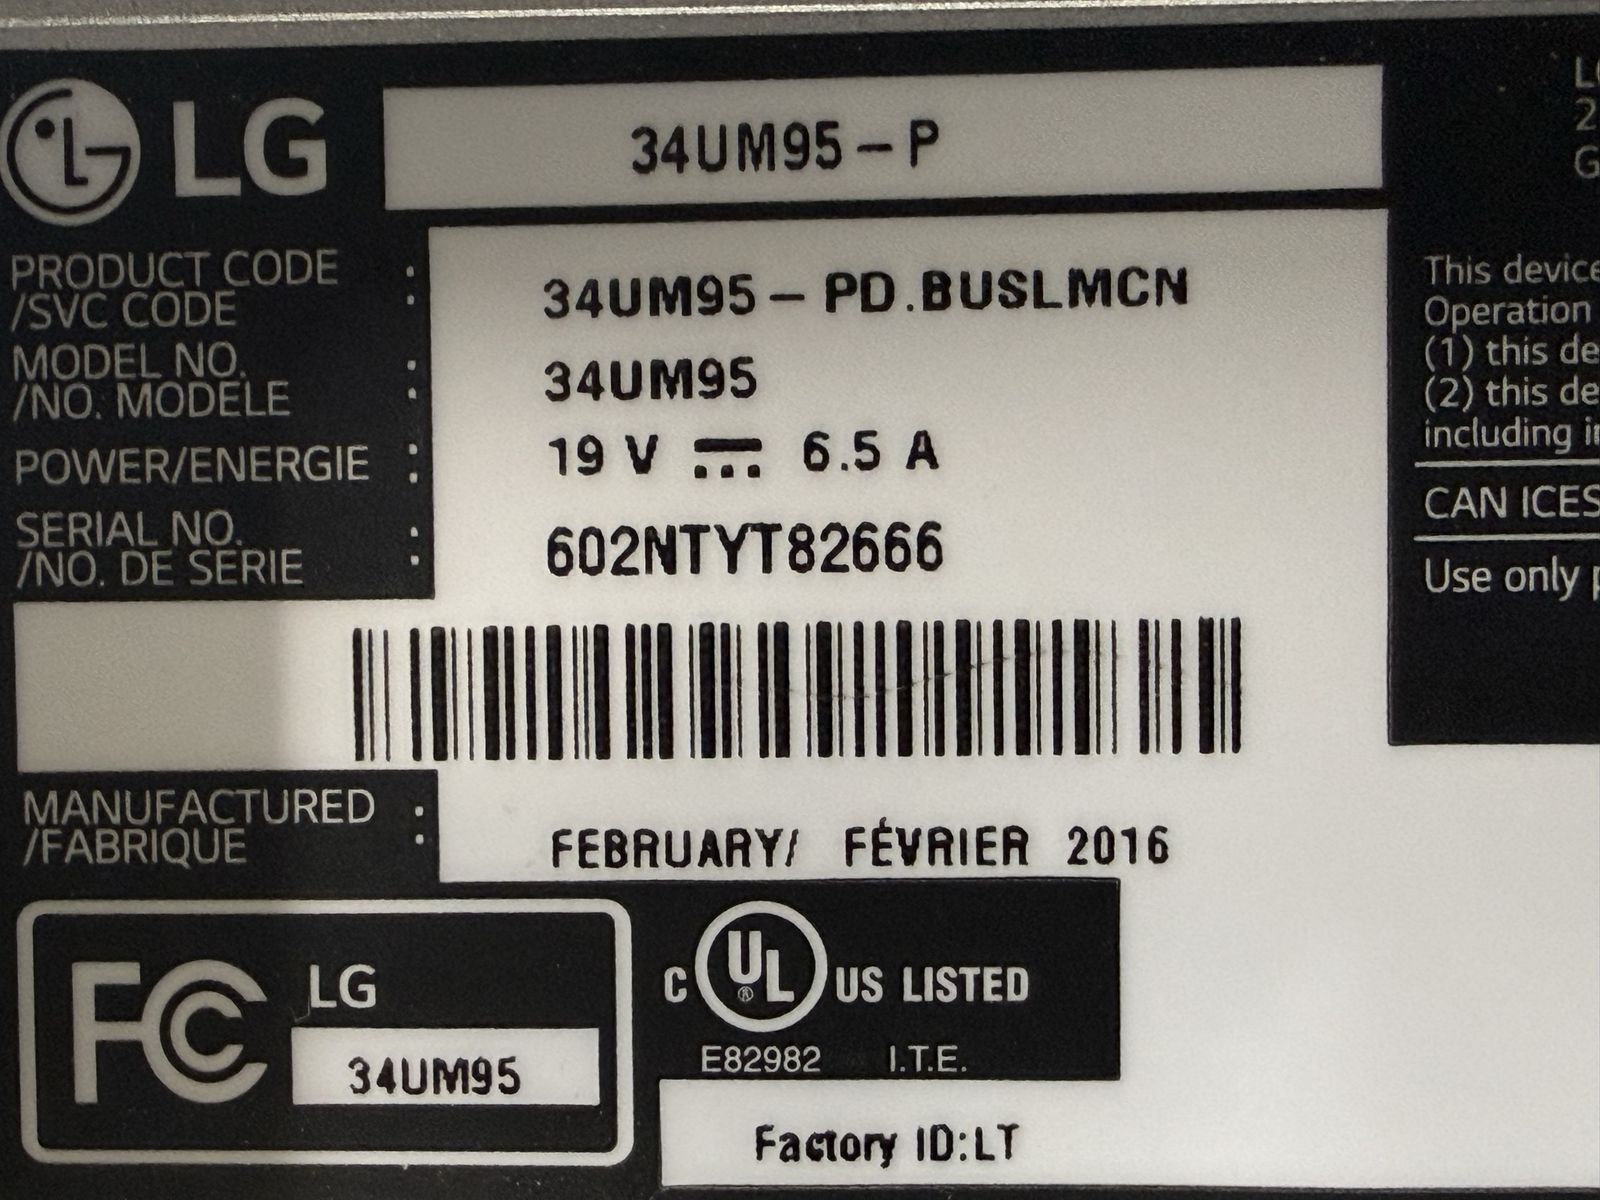 LG 34UM95-P
PRODUCT CODE : 34UM95-PD.BUSLMCN
/SVC CODE :
MODEL NO. : 34UM95
/NO. MODELE :
POWER/ENERGIE : 19 V ⎓ 6.5 A
SERIAL NO. : 602NTYT82666
/NO. DE SERIE :
MANUFACTURED : FEBRUARY/ FÉVRIER 2016
/FABRIQUE :
FC LG
34UM95
C UL® US LISTED
E82982 I.T.E.
Factory ID:LT
This device
Operation
(1) this
(2) this
including
CAN ICES
Use only